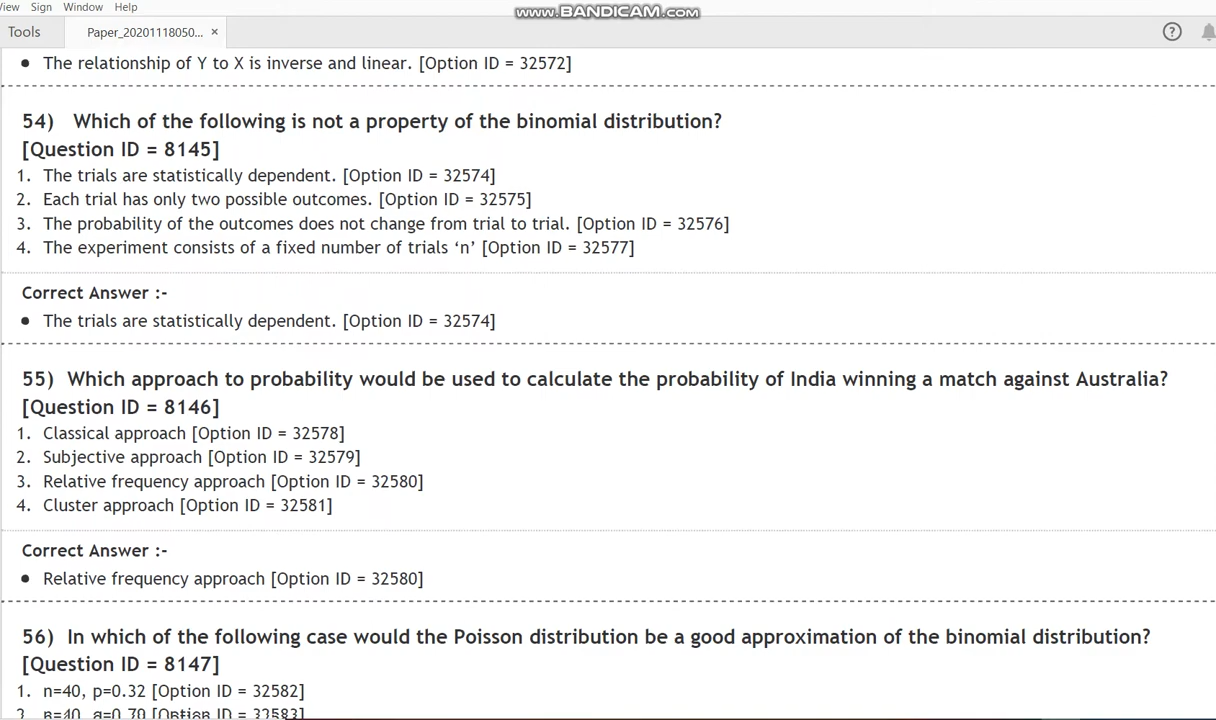 View Sign Window Help
www.BANDICAM.com
Tools Paper_20201118050... × ?
• The relationship of Y to X is inverse and linear. [Option ID = 32572]
54) Which of the following is not a property of the binomial distribution?
[Question ID = 8145]
1. The trials are statistically dependent. [Option ID = 32574]
2. Each trial has only two possible outcomes. [Option ID = 32575]
3. The probability of the outcomes does not change from trial to trial. [Option ID = 32576]
4. The experiment consists of a fixed number of trials ‘n’ [Option ID = 32577]
Correct Answer :-
• The trials are statistically dependent. [Option ID = 32574]
55) Which approach to probability would be used to calculate the probability of India winning a match against Australia?
[Question ID = 8146]
1. Classical approach [Option ID = 32578]
2. Subjective approach [Option ID = 32579]
3. Relative frequency approach [Option ID = 32580]
4. Cluster approach [Option ID = 32581]
Correct Answer :-
• Relative frequency approach [Option ID = 32580]
56) In which of the following case would the Poisson distribution be a good approximation of the binomial distribution?
[Question ID = 8147]
1. n=40, p=0.32 [Option ID = 32582]
2. n=40, q=0.79 [Option ID = 32583]